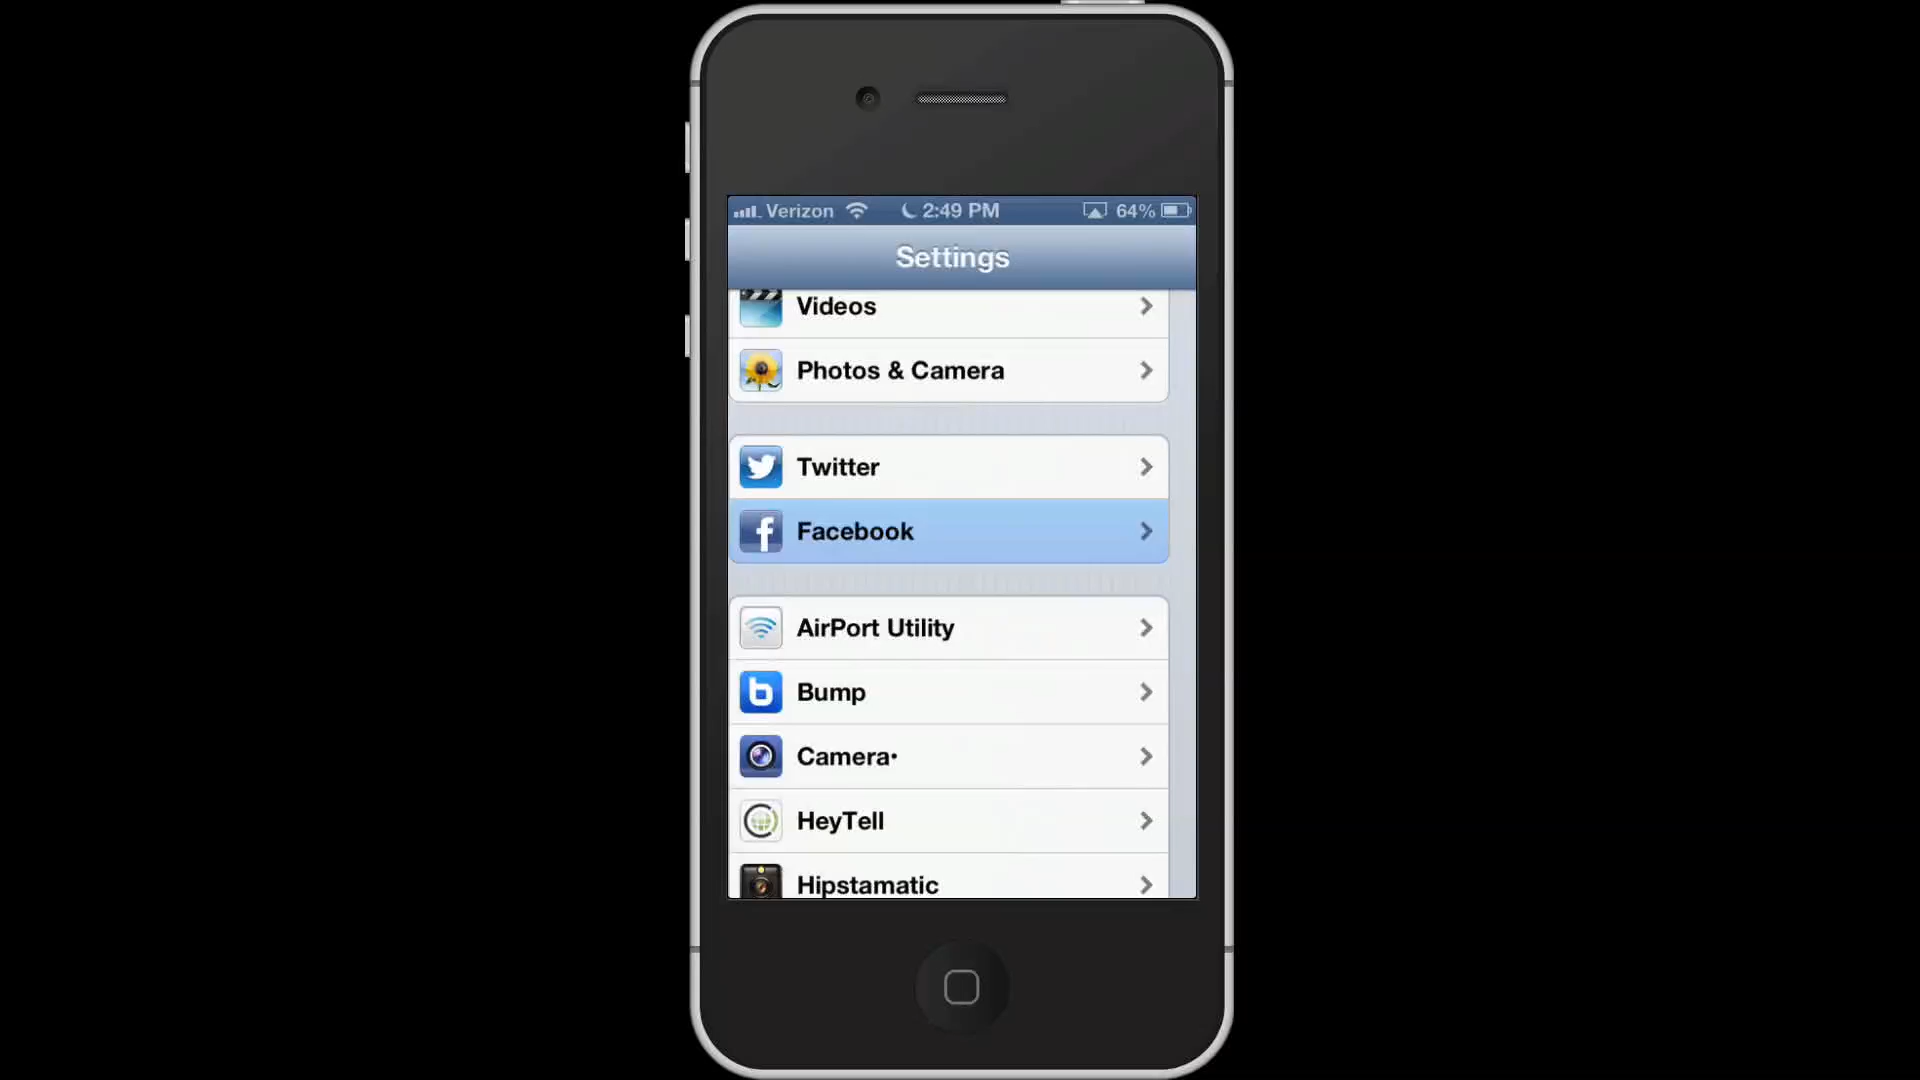 Verizon 2:49 PM 64%
Settings
Videos
Photos & Camera
Twitter
Facebook
AirPort Utility
Bump
Camera•
HeyTell
Hipstamatic